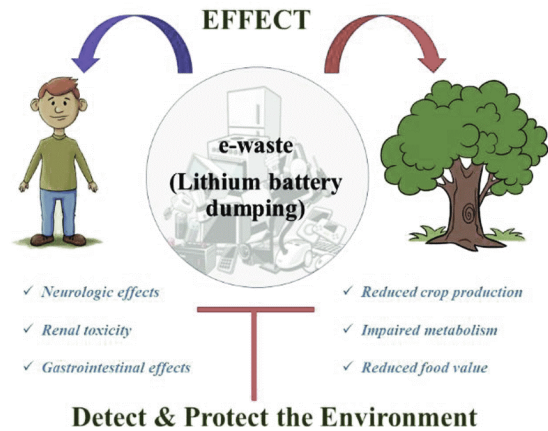 EFFECT
e-waste
(Lithium battery
dumping)
✓ Neurologic effects
✓ Renal toxicity
✓ Gastrointestinal effects
✓ Reduced crop production
✓ Impaired metabolism
✓ Reduced food value
Detect & Protect the Environment